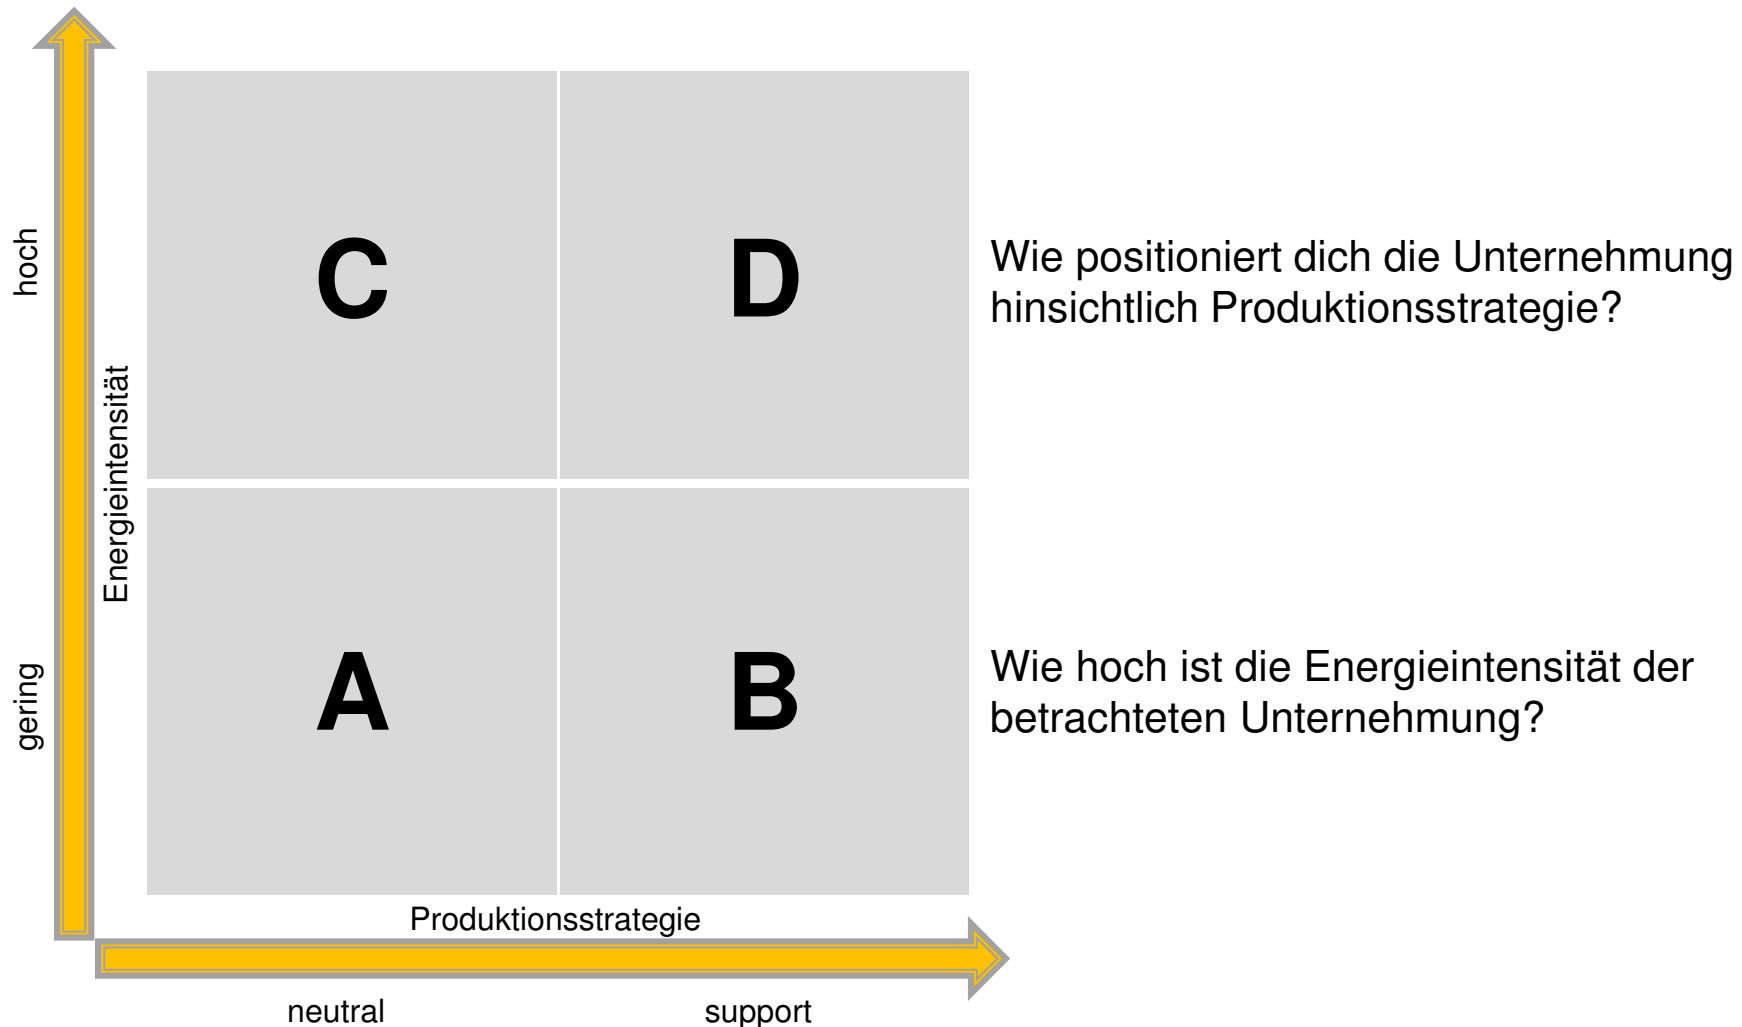 hoch
Energieintensität
gering
C
D
A
B
Produktionsstrategie
neutral
support
Wie positioniert dich die Unternehmung
hinsichtlich Produktionsstrategie?
Wie hoch ist die Energieintensität der
betrachteten Unternehmung?